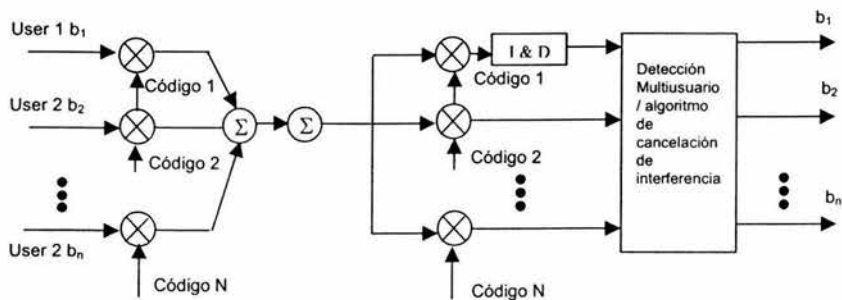 User 1 b₁
Código 1
User 2 b₂
Código 2
User 2 bₙ
Código N
Σ
Σ
I & D
Código 1
Código 2
Código N
Detección
Multiusuario
/ algoritmo
de
cancelación
de
interferencia
b₁
b₂
bₙ